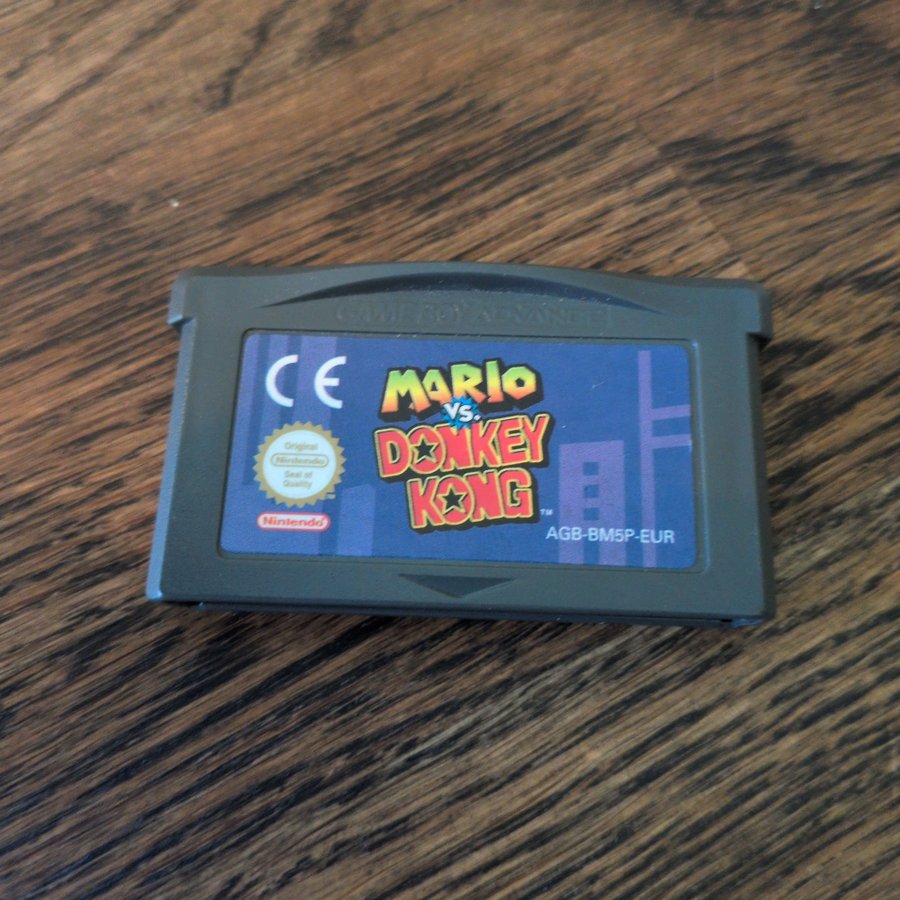 GAME BOY ADVANCE
CE
MARIO
VS.
DONKEY
KONG
TM
Original
Nintendo
Seal of
Quality
Nintendo
AGB-BM5P-EUR